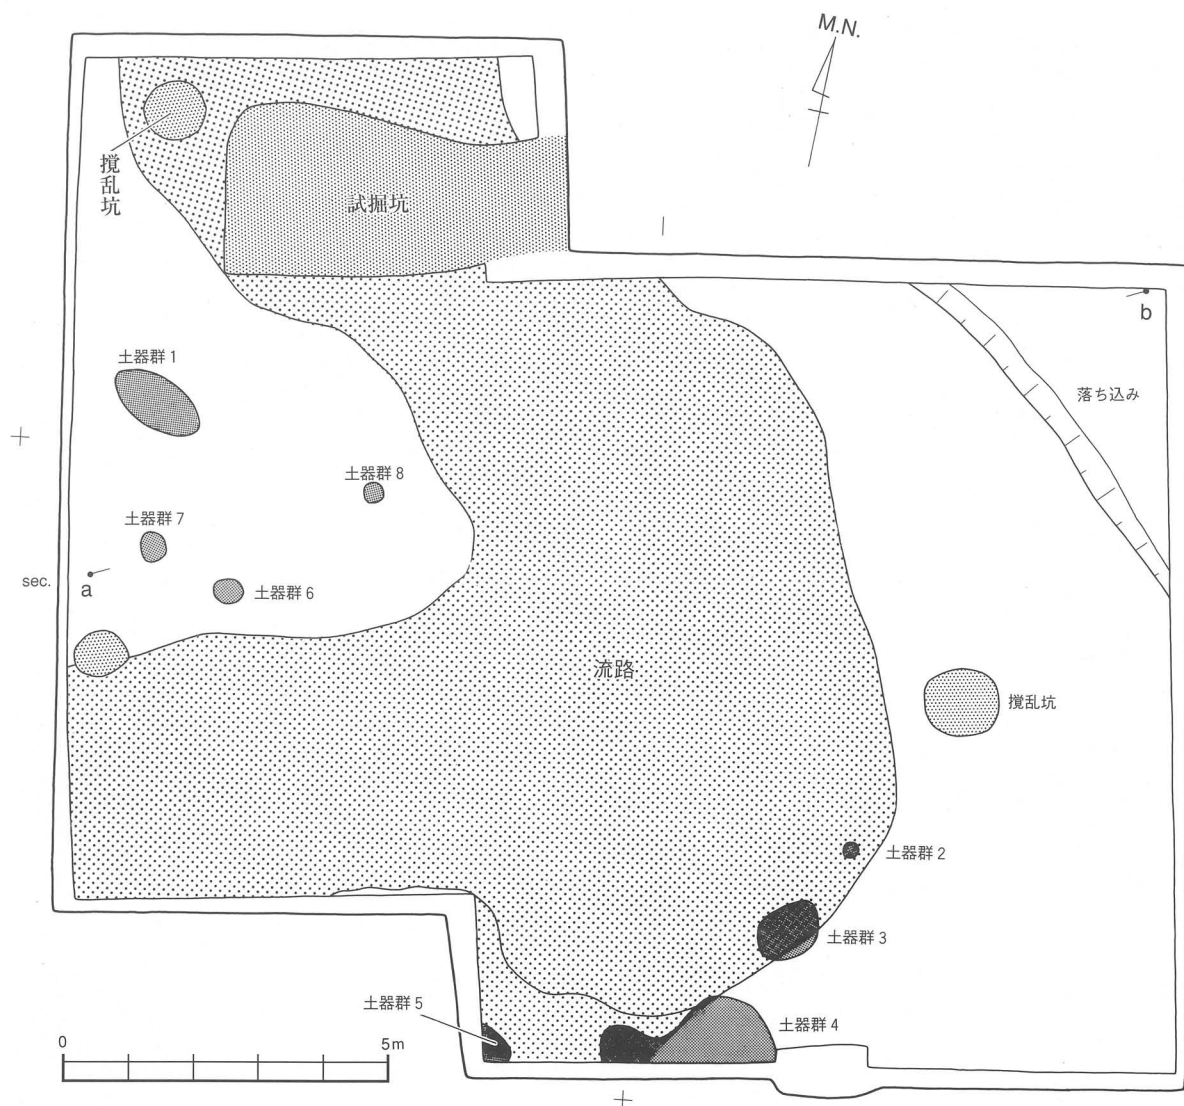 M.N.
撹乱坑
試掘坑
b
土器群 1
落ち込み
土器群 8
土器群 7
sec.
a
土器群 6
流路
撹乱坑
土器群 2
土器群 3
土器群 5
土器群 4
0
5m